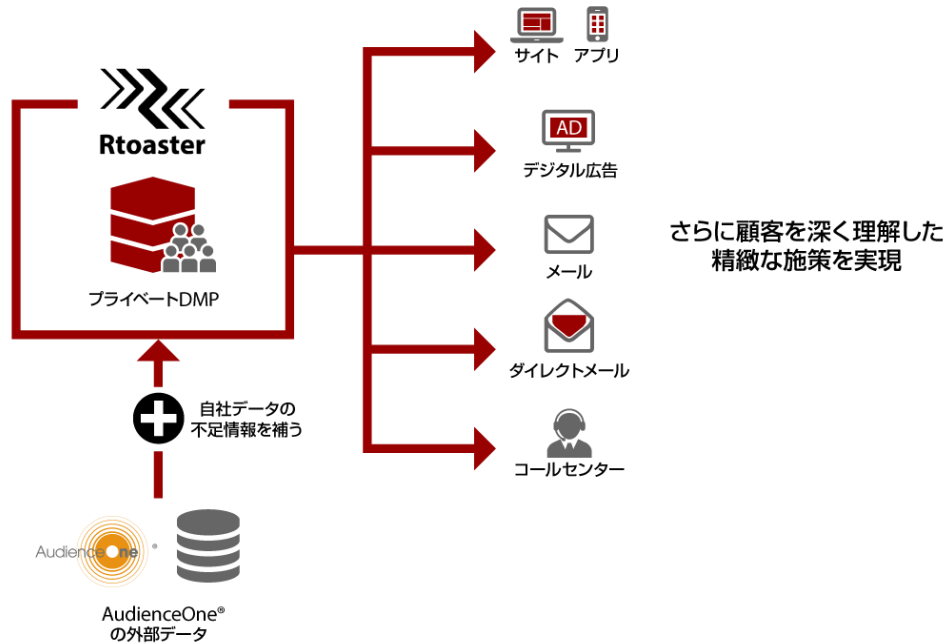 Rtoaster
プライベートDMP
自社データの
不足情報を補う
AudienceOne®
AudienceOne®
の外部データ
サイト
アプリ
AD
デジタル広告
メール
ダイレクトメール
コールセンター
さらに顧客を深く理解した
精緻な施策を実現